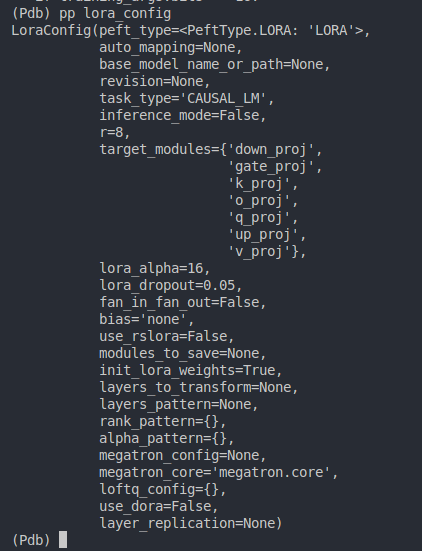 (Pdb) pp lora_config
LoraConfig(peft_type=<PeftType.LORA: 'LORA'>,
           auto_mapping=None,
           base_model_name_or_path=None,
           revision=None,
           task_type='CAUSAL_LM',
           inference_mode=False,
           r=8,
           target_modules={'down_proj',
                           'gate_proj',
                           'k_proj',
                           'o_proj',
                           'q_proj',
                           'up_proj',
                           'v_proj'},
           lora_alpha=16,
           lora_dropout=0.05,
           fan_in_fan_out=False,
           bias='none',
           use_rslora=False,
           modules_to_save=None,
           init_lora_weights=True,
           layers_to_transform=None,
           layers_pattern=None,
           rank_pattern={},
           alpha_pattern={},
           megatron_config=None,
           megatron_core='megatron.core',
           loftq_config={},
           use_dora=False,
           layer_replication=None)
(Pdb)